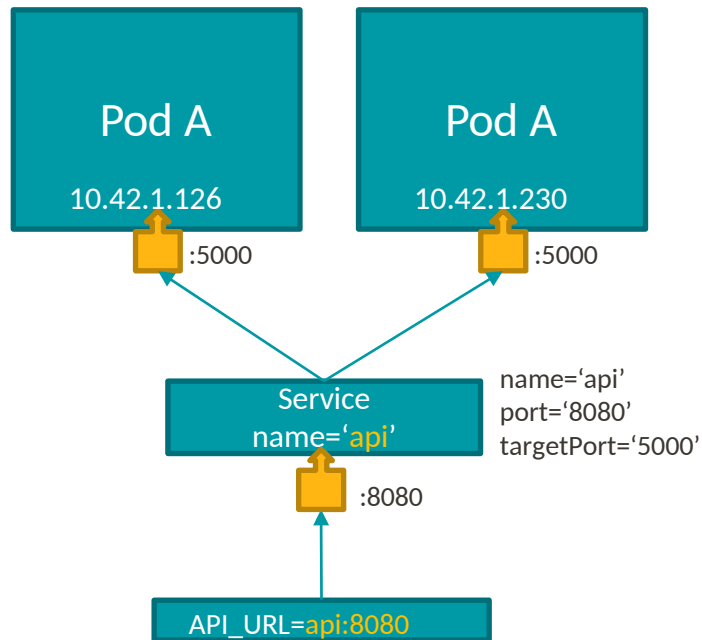 Pod A
10.42.1.126
:5000
Pod A
10.42.1.230
:5000
Service
name=‘api’
name=‘api’
port=‘8080’
targetPort=‘5000’
:8080
API_URL=api:8080